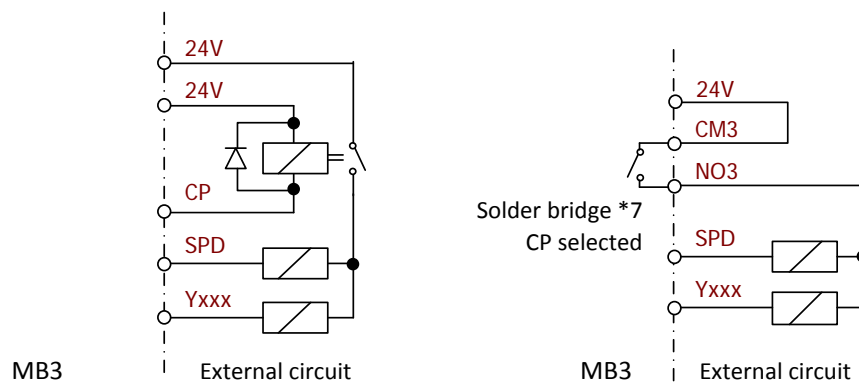 24V
24V
CP
SPD
Yxxx
MB3
External circuit
24V
CM3
NO3
Solder bridge *7
CP selected
SPD
Yxxx
MB3
External circuit